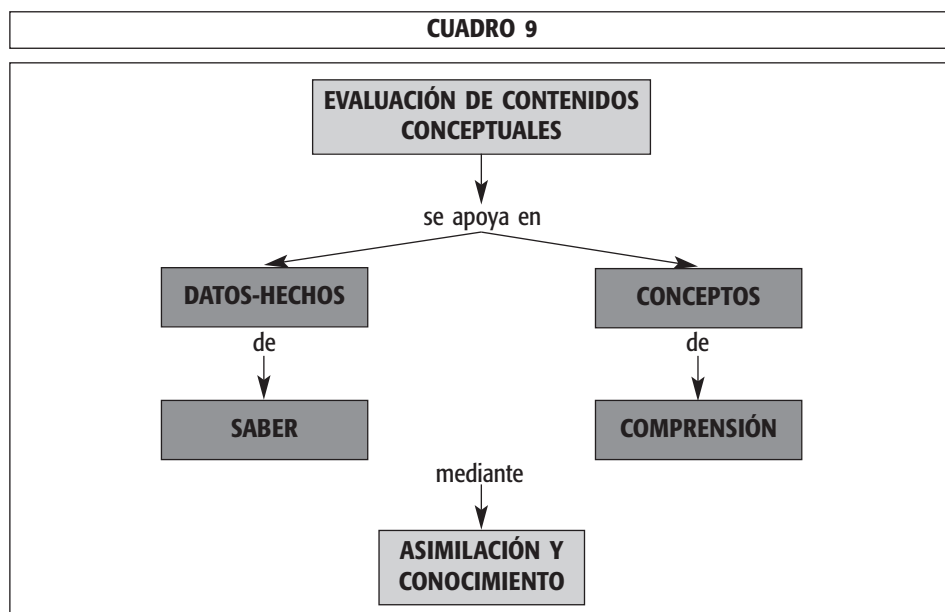 CUADRO 9
EVALUACIÓN DE CONTENIDOS
CONCEPTUALES
se apoya en
DATOS-HECHOS
CONCEPTOS
de
de
SABER
COMPRENSIÓN
mediante
ASIMILACIÓN Y
CONOCIMIENTO